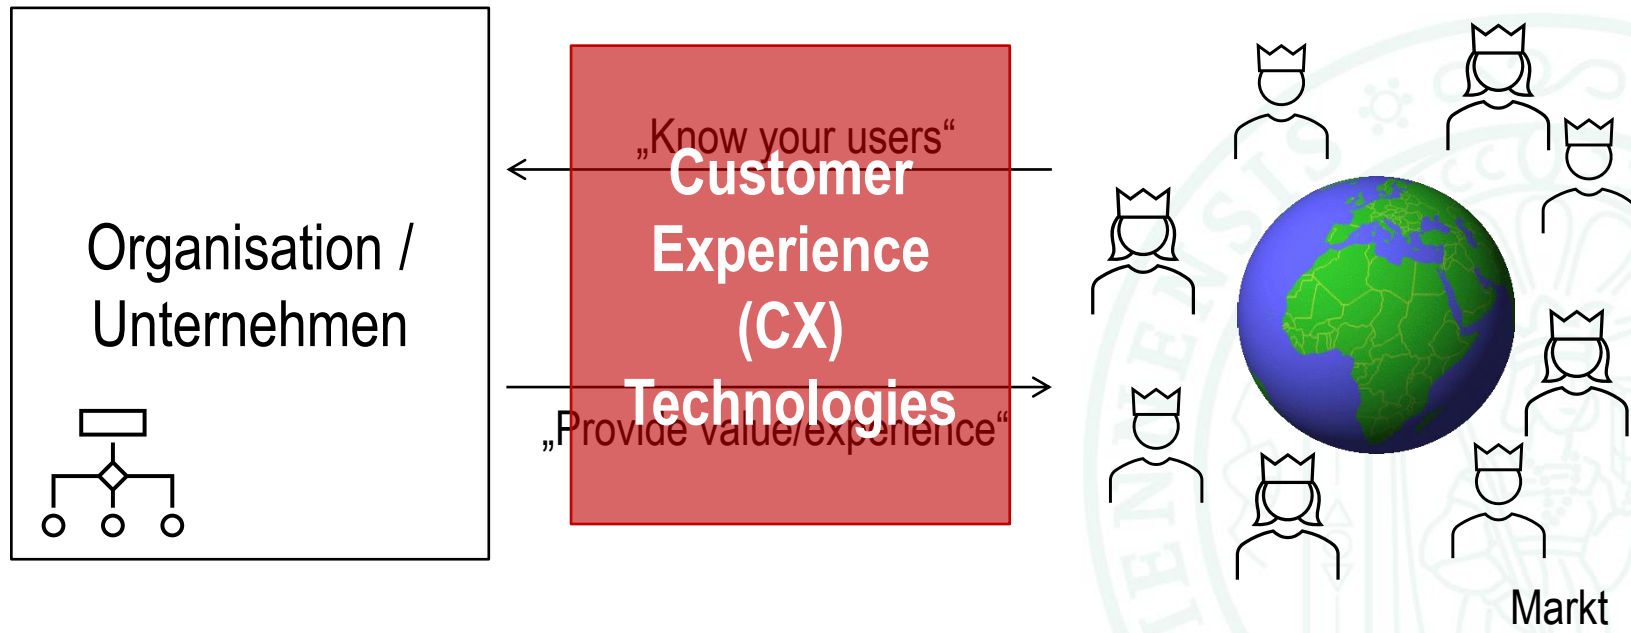 Organisation /
Unternehmen
„Know your users“
Customer
Experience
(CX)
Technologies
„Provide value/experience“
Markt